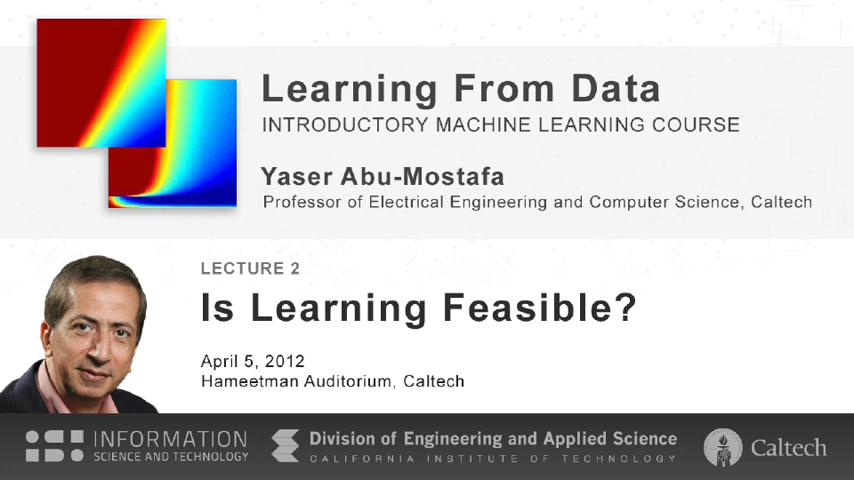 Learning From Data
INTRODUCTORY MACHINE LEARNING COURSE
Yaser Abu-Mostafa
Professor of Electrical Engineering and Computer Science, Caltech
LECTURE 2
Is Learning Feasible?
April 5, 2012
Hameetman Auditorium, Caltech
INFORMATION
SCIENCE AND TECHNOLOGY
Division of Engineering and Applied Science
CALIFORNIA INSTITUTE OF TECHNOLOGY
Caltech